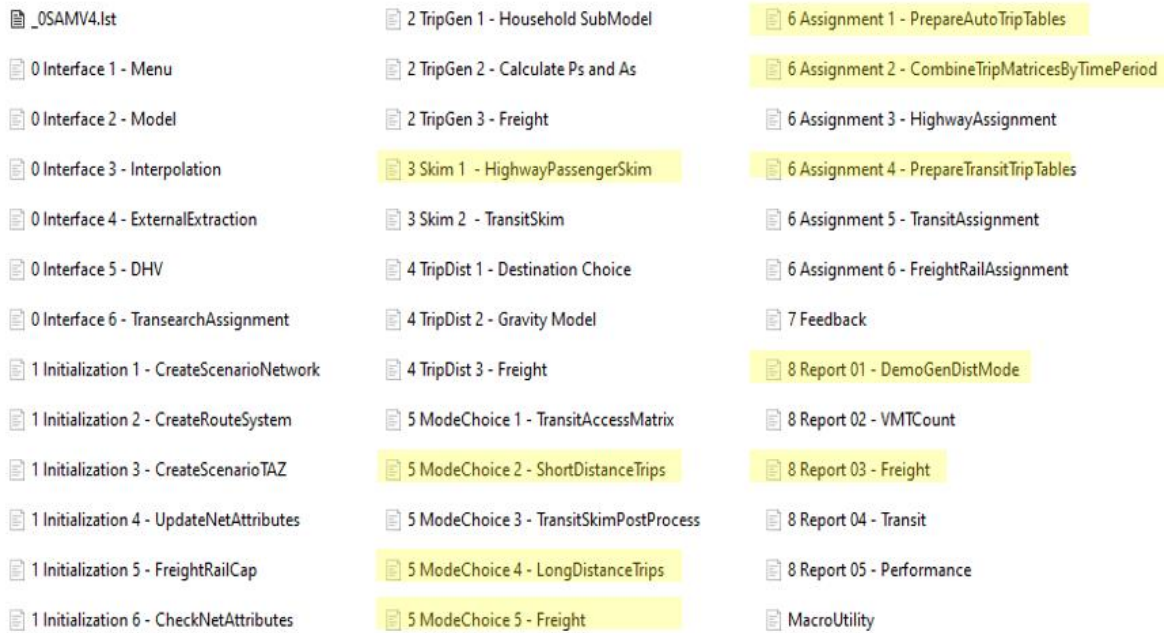 _0SAMV4.lst
0 Interface 1 - Menu
0 Interface 2 - Model
0 Interface 3 - Interpolation
0 Interface 4 - ExternalExtraction
0 Interface 5 - DHV
0 Interface 6 - TransearchAssignment
1 Initialization 1 - CreateScenarioNetwork
1 Initialization 2 - CreateRouteSystem
1 Initialization 3 - CreateScenarioTAZ
1 Initialization 4 - UpdateNetAttributes
1 Initialization 5 - FreightRailCap
1 Initialization 6 - CheckNetAttributes
2 TripGen 1 - Household SubModel
2 TripGen 2 - Calculate Ps and As
2 TripGen 3 - Freight
3 Skim 1 - HighwayPassengerSkim
3 Skim 2 - TransitSkim
4 TripDist 1 - Destination Choice
4 TripDist 2 - Gravity Model
4 TripDist 3 - Freight
5 ModeChoice 1 - TransitAccessMatrix
5 ModeChoice 2 - ShortDistanceTrips
5 ModeChoice 3 - TransitSkimPostProcess
5 ModeChoice 4 - LongDistanceTrips
5 ModeChoice 5 - Freight
6 Assignment 1 - PrepareAutoTripTables
6 Assignment 2 - CombineTripMatricesByTimePeriod
6 Assignment 3 - HighwayAssignment
6 Assignment 4 - PrepareTransitTripTables
6 Assignment 5 - TransitAssignment
6 Assignment 6 - FreightRailAssignment
7 Feedback
8 Report 01 - DemoGenDistMode
8 Report 02 - VMTCount
8 Report 03 - Freight
8 Report 04 - Transit
8 Report 05 - Performance
MacroUtility